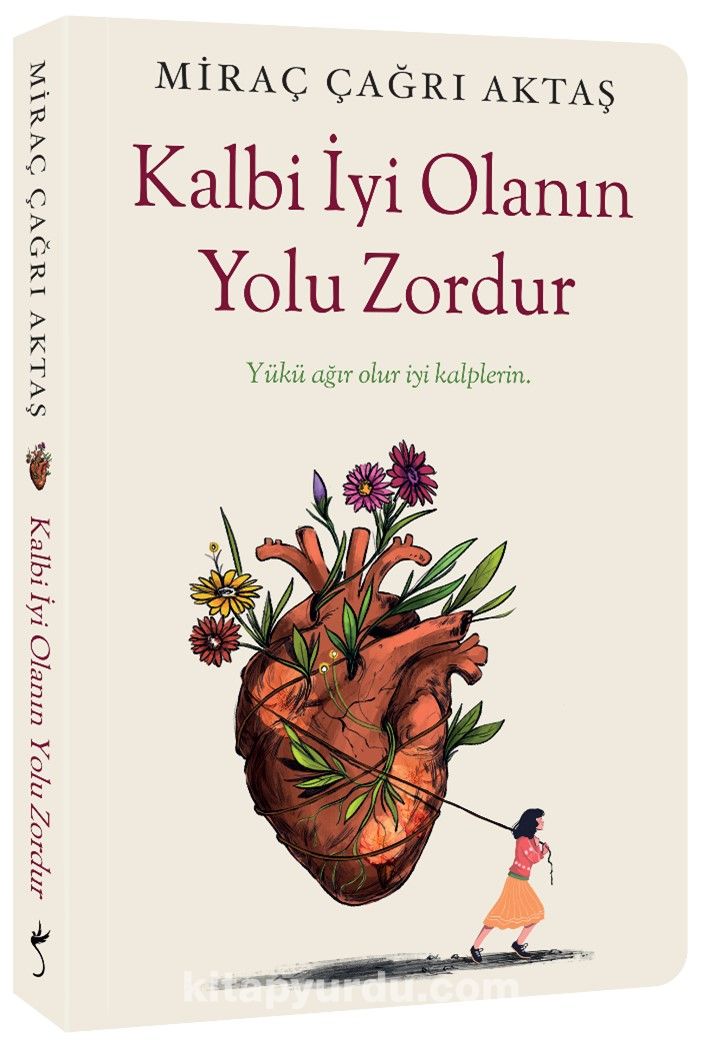 MİRAÇ ÇAĞRI AKTAŞ
Kalbi İyi Olanın
Yolu Zordur
Yükü ağır olur iyi kalplerin.
MİRAÇ ÇAĞRI AKTAŞ
Kalbi İyi Olanın Yolu Zordur
kitapyurdu.com